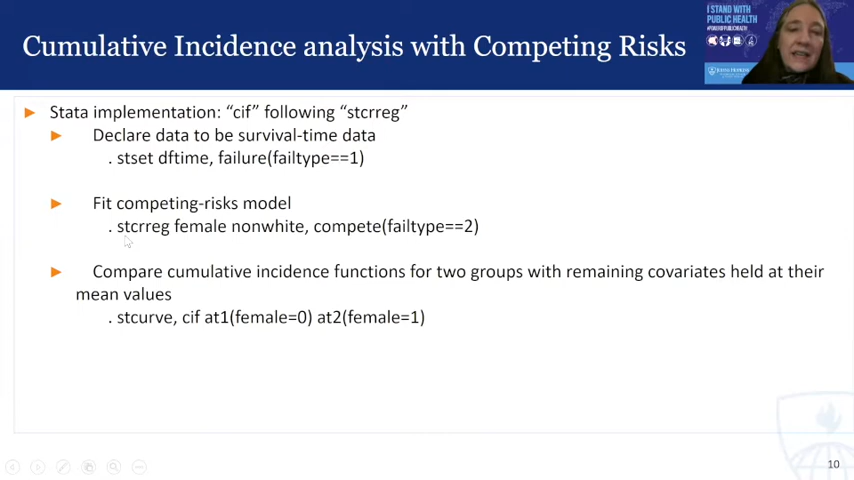 Cumulative Incidence analysis with Competing Risks
I STAND WITH
PUBLIC HEALTH
JOHNS HOPKINS
► Stata implementation: “cif” following “stcrreg”
► Declare data to be survival-time data
. stset dftime, failure(failtype==1)
► Fit competing-risks model
. stcrreg female nonwhite, compete(failtype==2)
► Compare cumulative incidence functions for two groups with remaining covariates held at their
mean values
. stcurve, cif at1(female=0) at2(female=1)
10